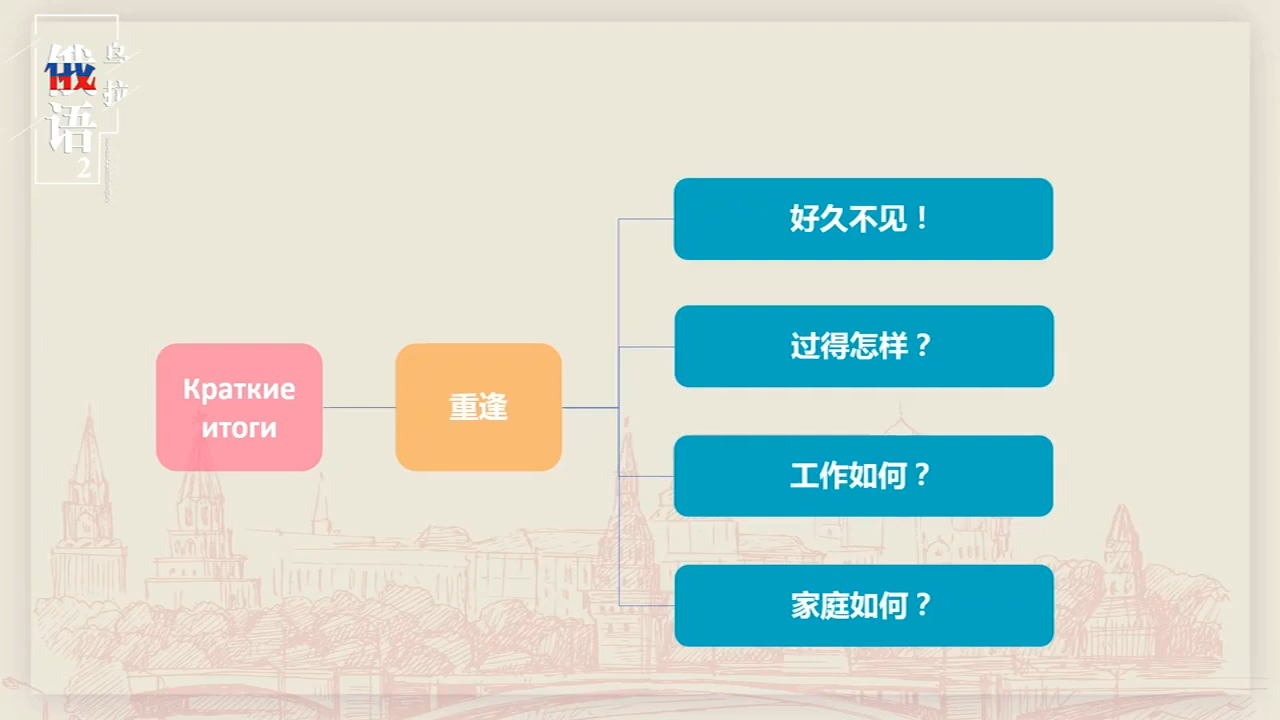 俄语
乌拉
2
Краткие
итоги
重逢
好久不见！
过得怎样？
工作如何？
家庭如何？